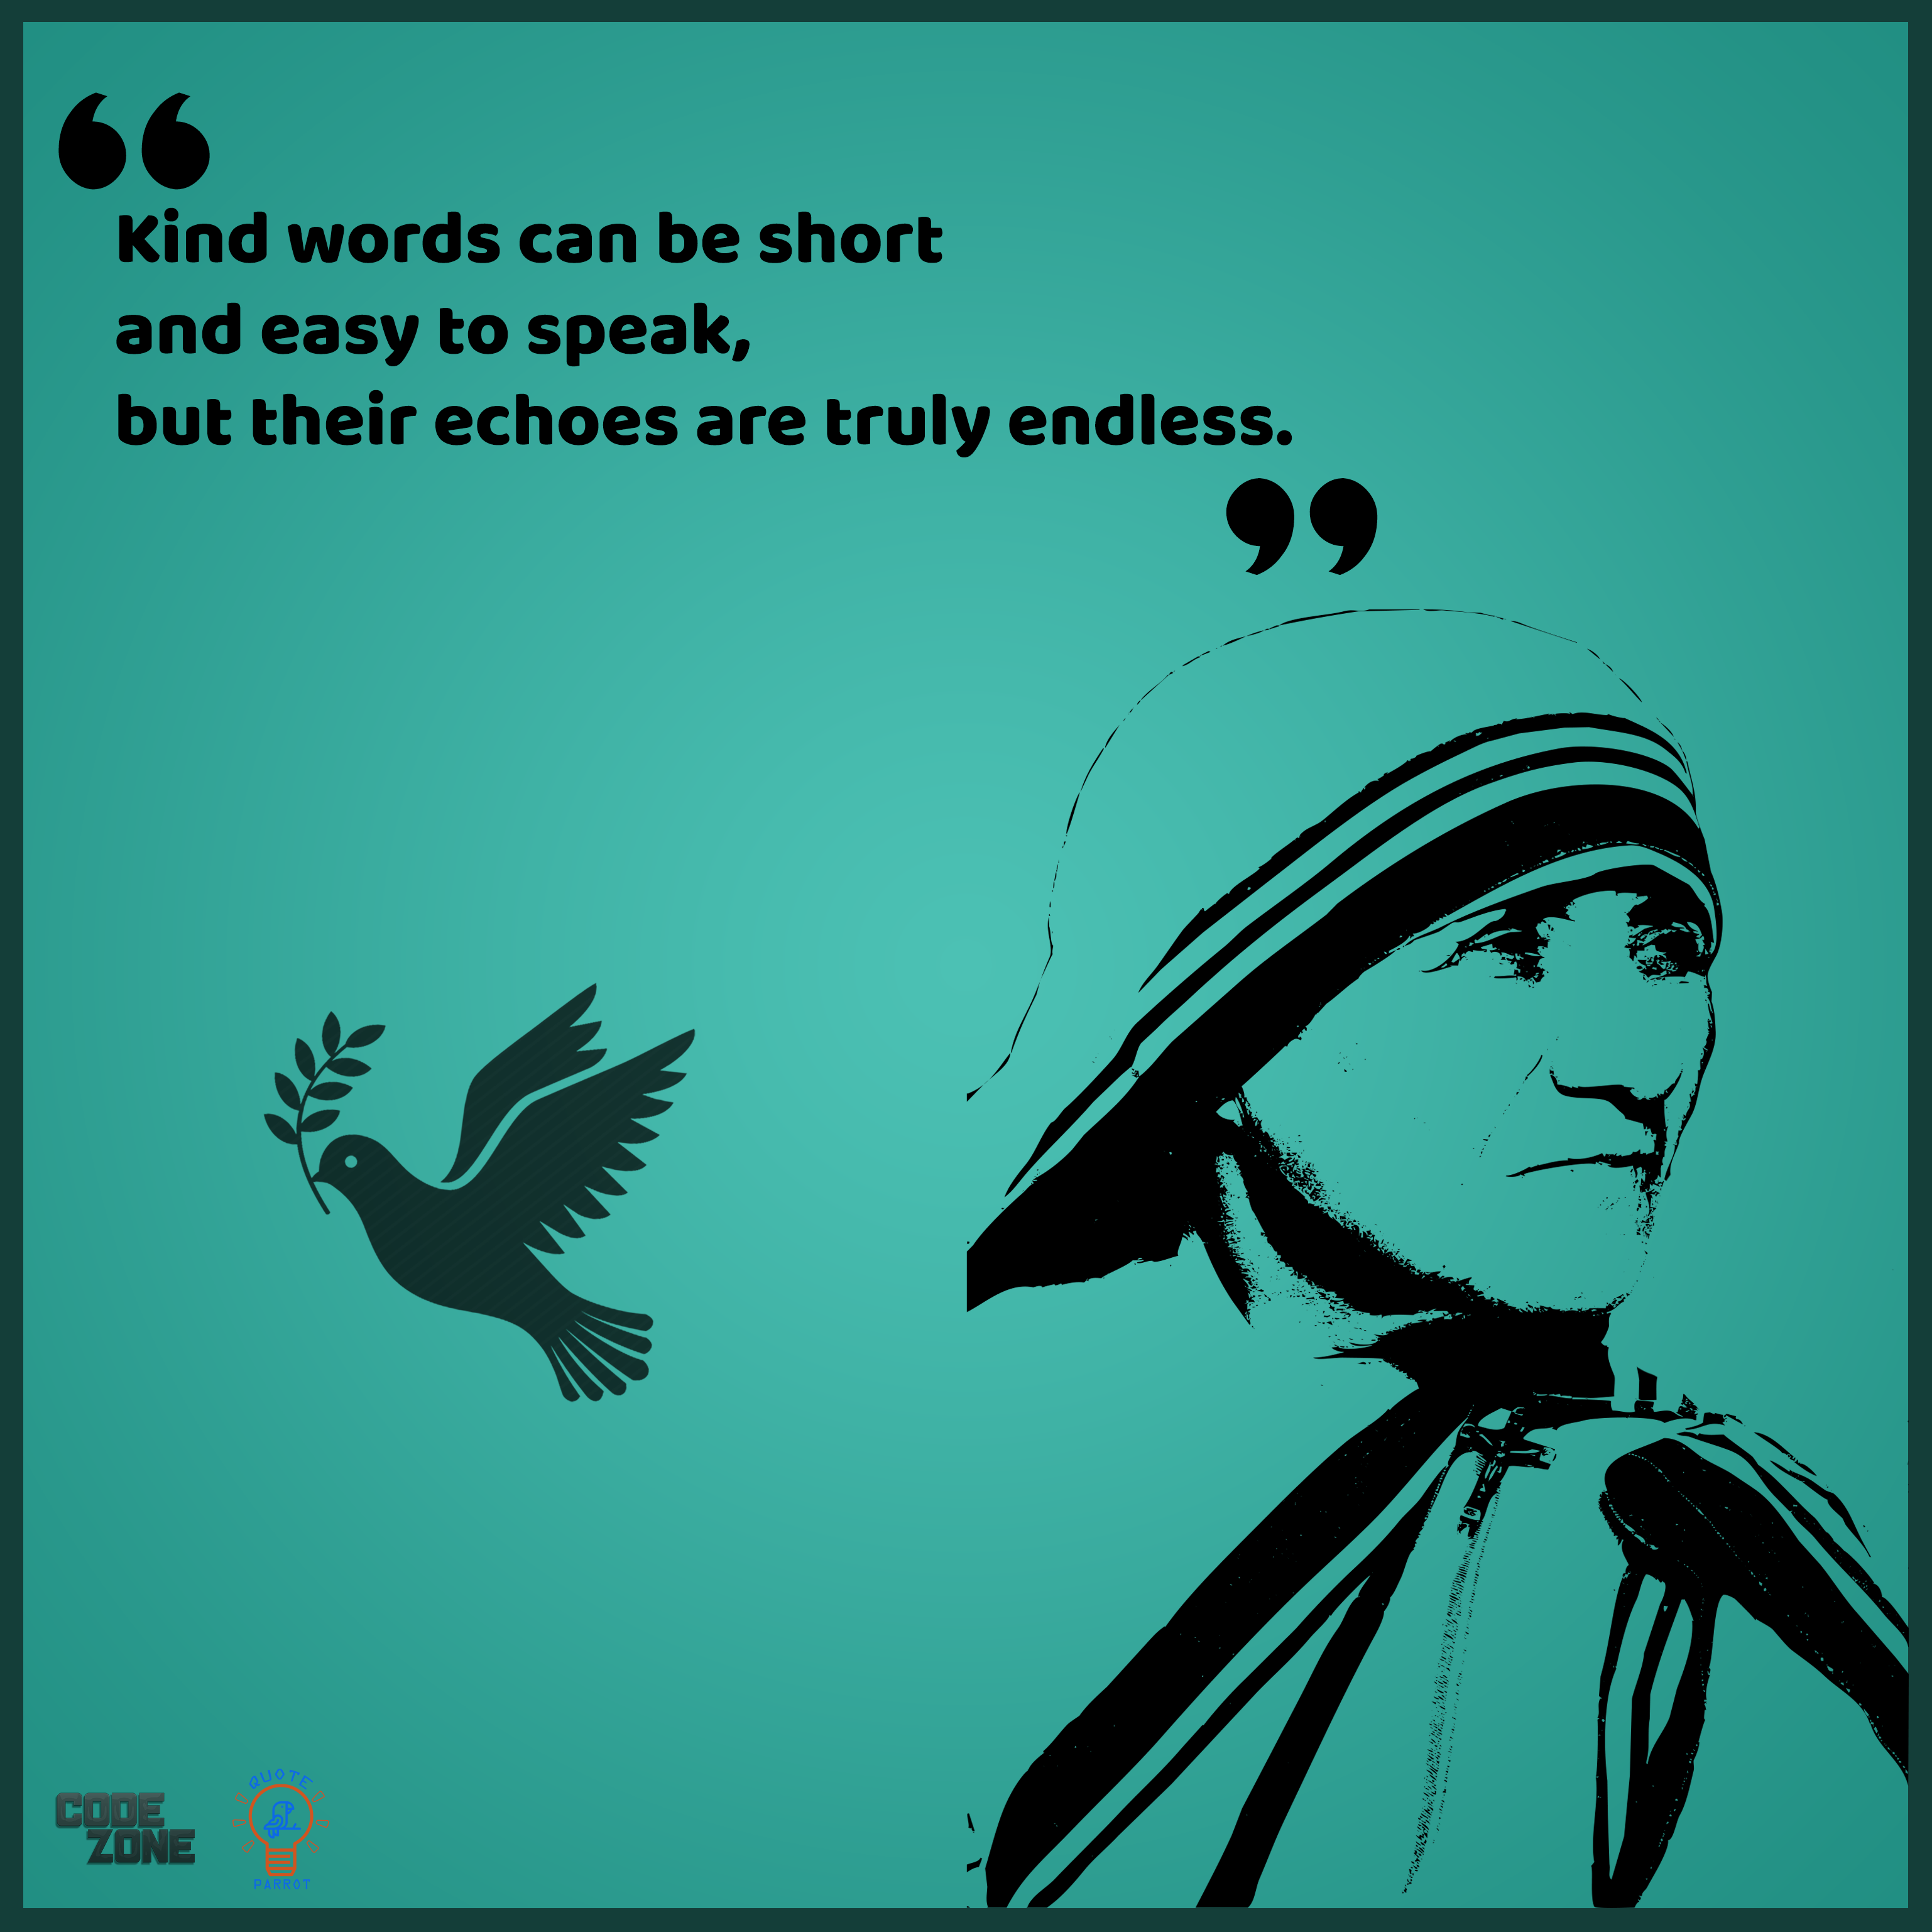 “
Kind words can be short
and easy to speak,
but their echoes are truly endless.
”
CODE
ZONE
QUOTE
PARROT